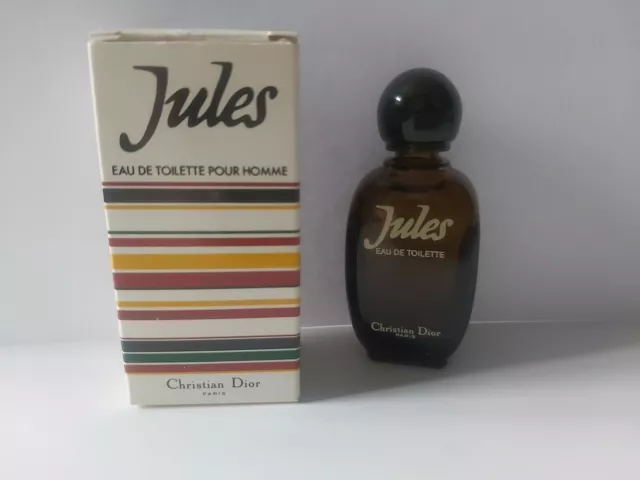 Jules
EAU DE TOILETTE POUR HOMME
Christian Dior
PARIS
Jules
EAU DE TOILETTE
Christian Dior
PARIS